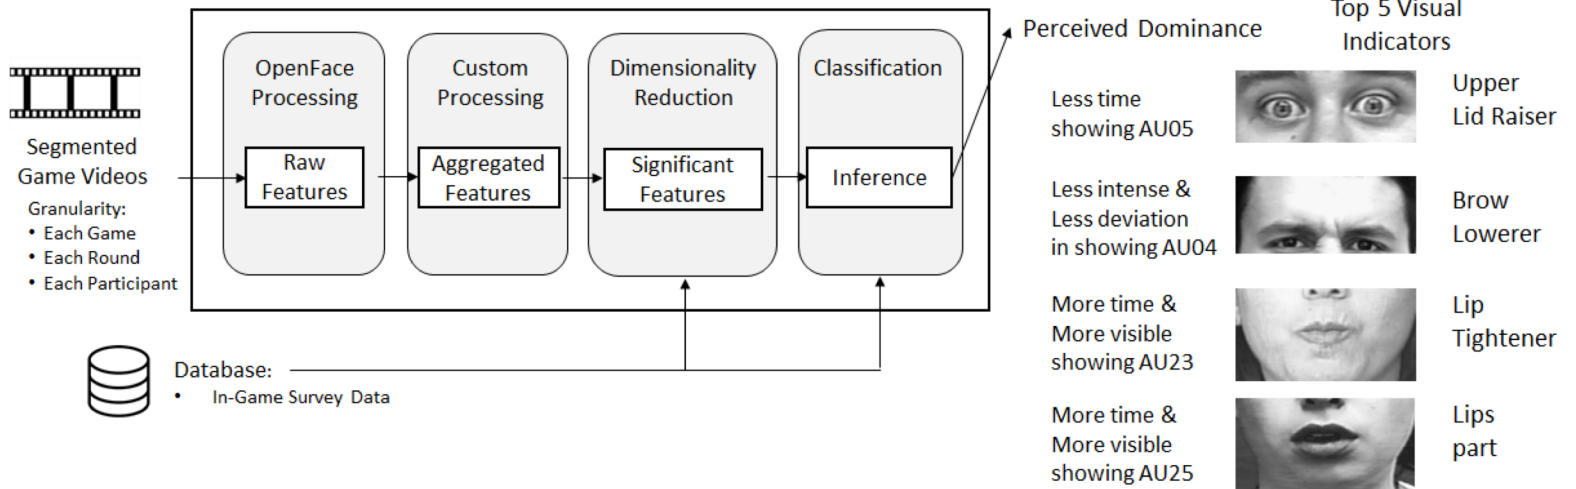 Segmented
Game Videos
Granularity:
• Each Game
• Each Round
• Each Participant
OpenFace
Processing
Raw
Features
Custom
Processing
Aggregated
Features
Dimensionality
Reduction
Significant
Features
Classification
Inference
Database:
• In-Game Survey Data
Perceived Dominance
Top 5 Visual
Indicators
Less time
showing AU05
Upper
Lid Raiser
Less intense &
Less deviation
in showing AU04
Brow
Lowerer
More time &
More visible
showing AU23
Lip
Tightener
More time &
More visible
showing AU25
Lips
part